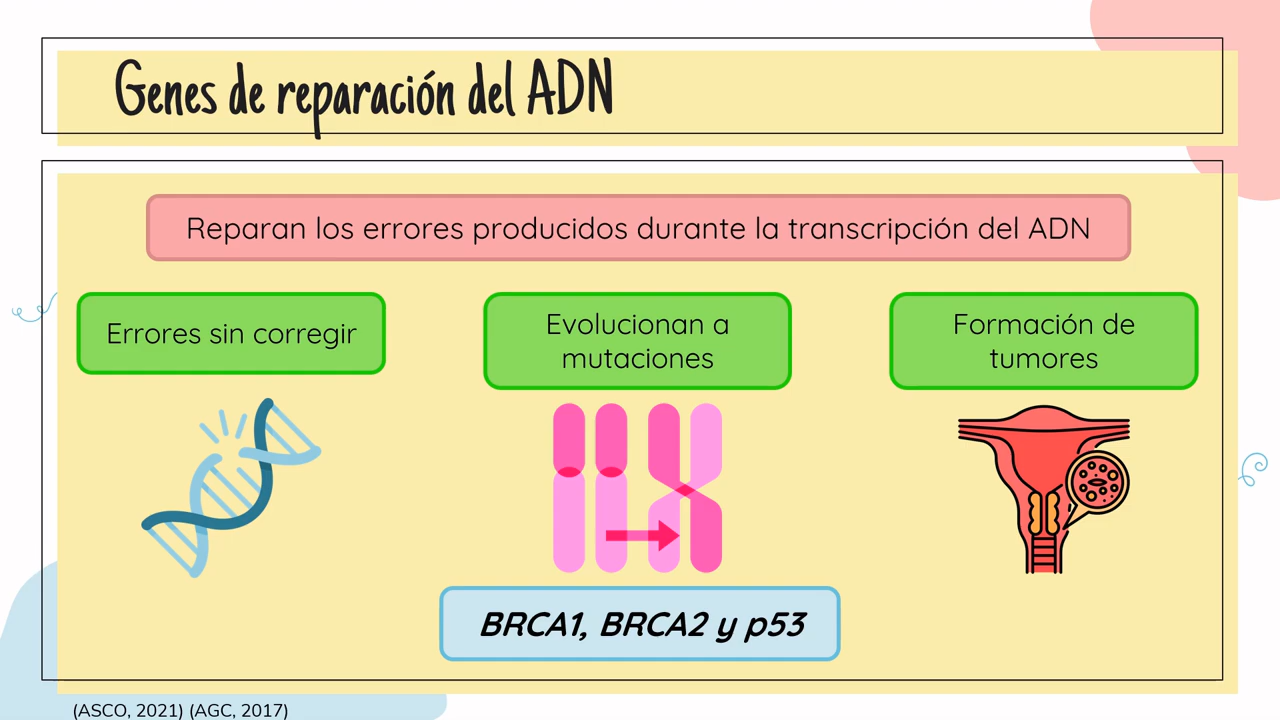 Genes de reparación del ADN
Reparan los errores producidos durante la transcripción del ADN
Errores sin corregir
Evolucionan a
mutaciones
Formación de
tumores
BRCA1, BRCA2 y p53
(ASCO, 2021) (AGC, 2017)